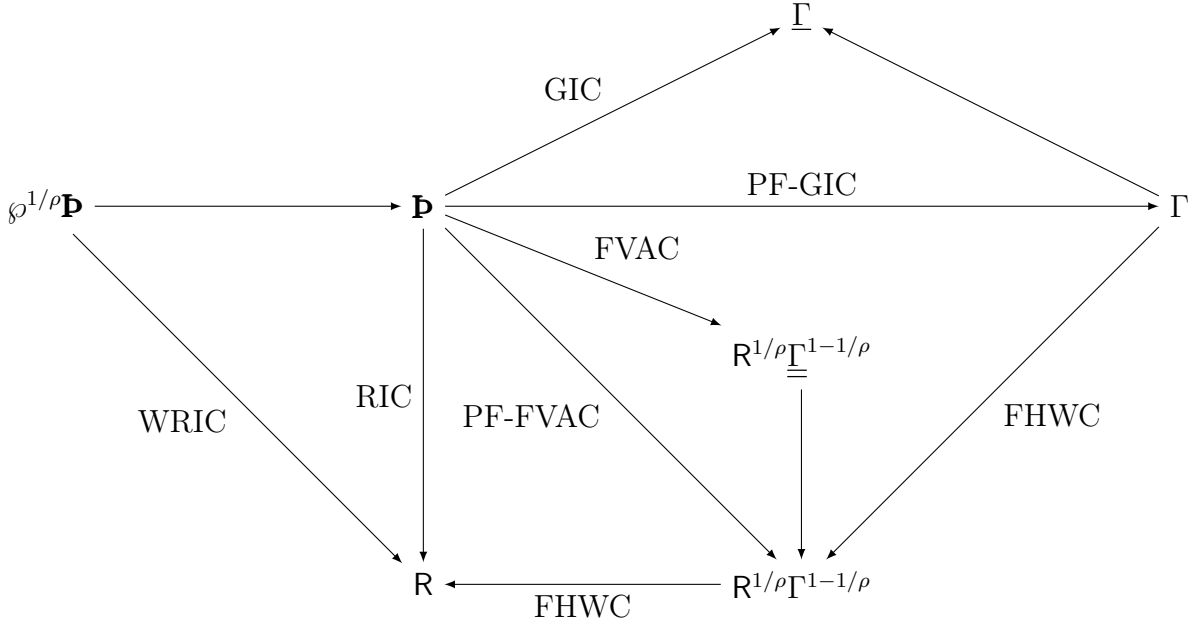 Γ
GIC
℘^{1/ρ}Þ
Þ
PF-GIC
Γ
FVAC
R^{1/ρ}Γ^{1−1/ρ}
WRIC
RIC
PF-FVAC
FHWC
R
FHWC
R^{1/ρ}Γ^{1−1/ρ}